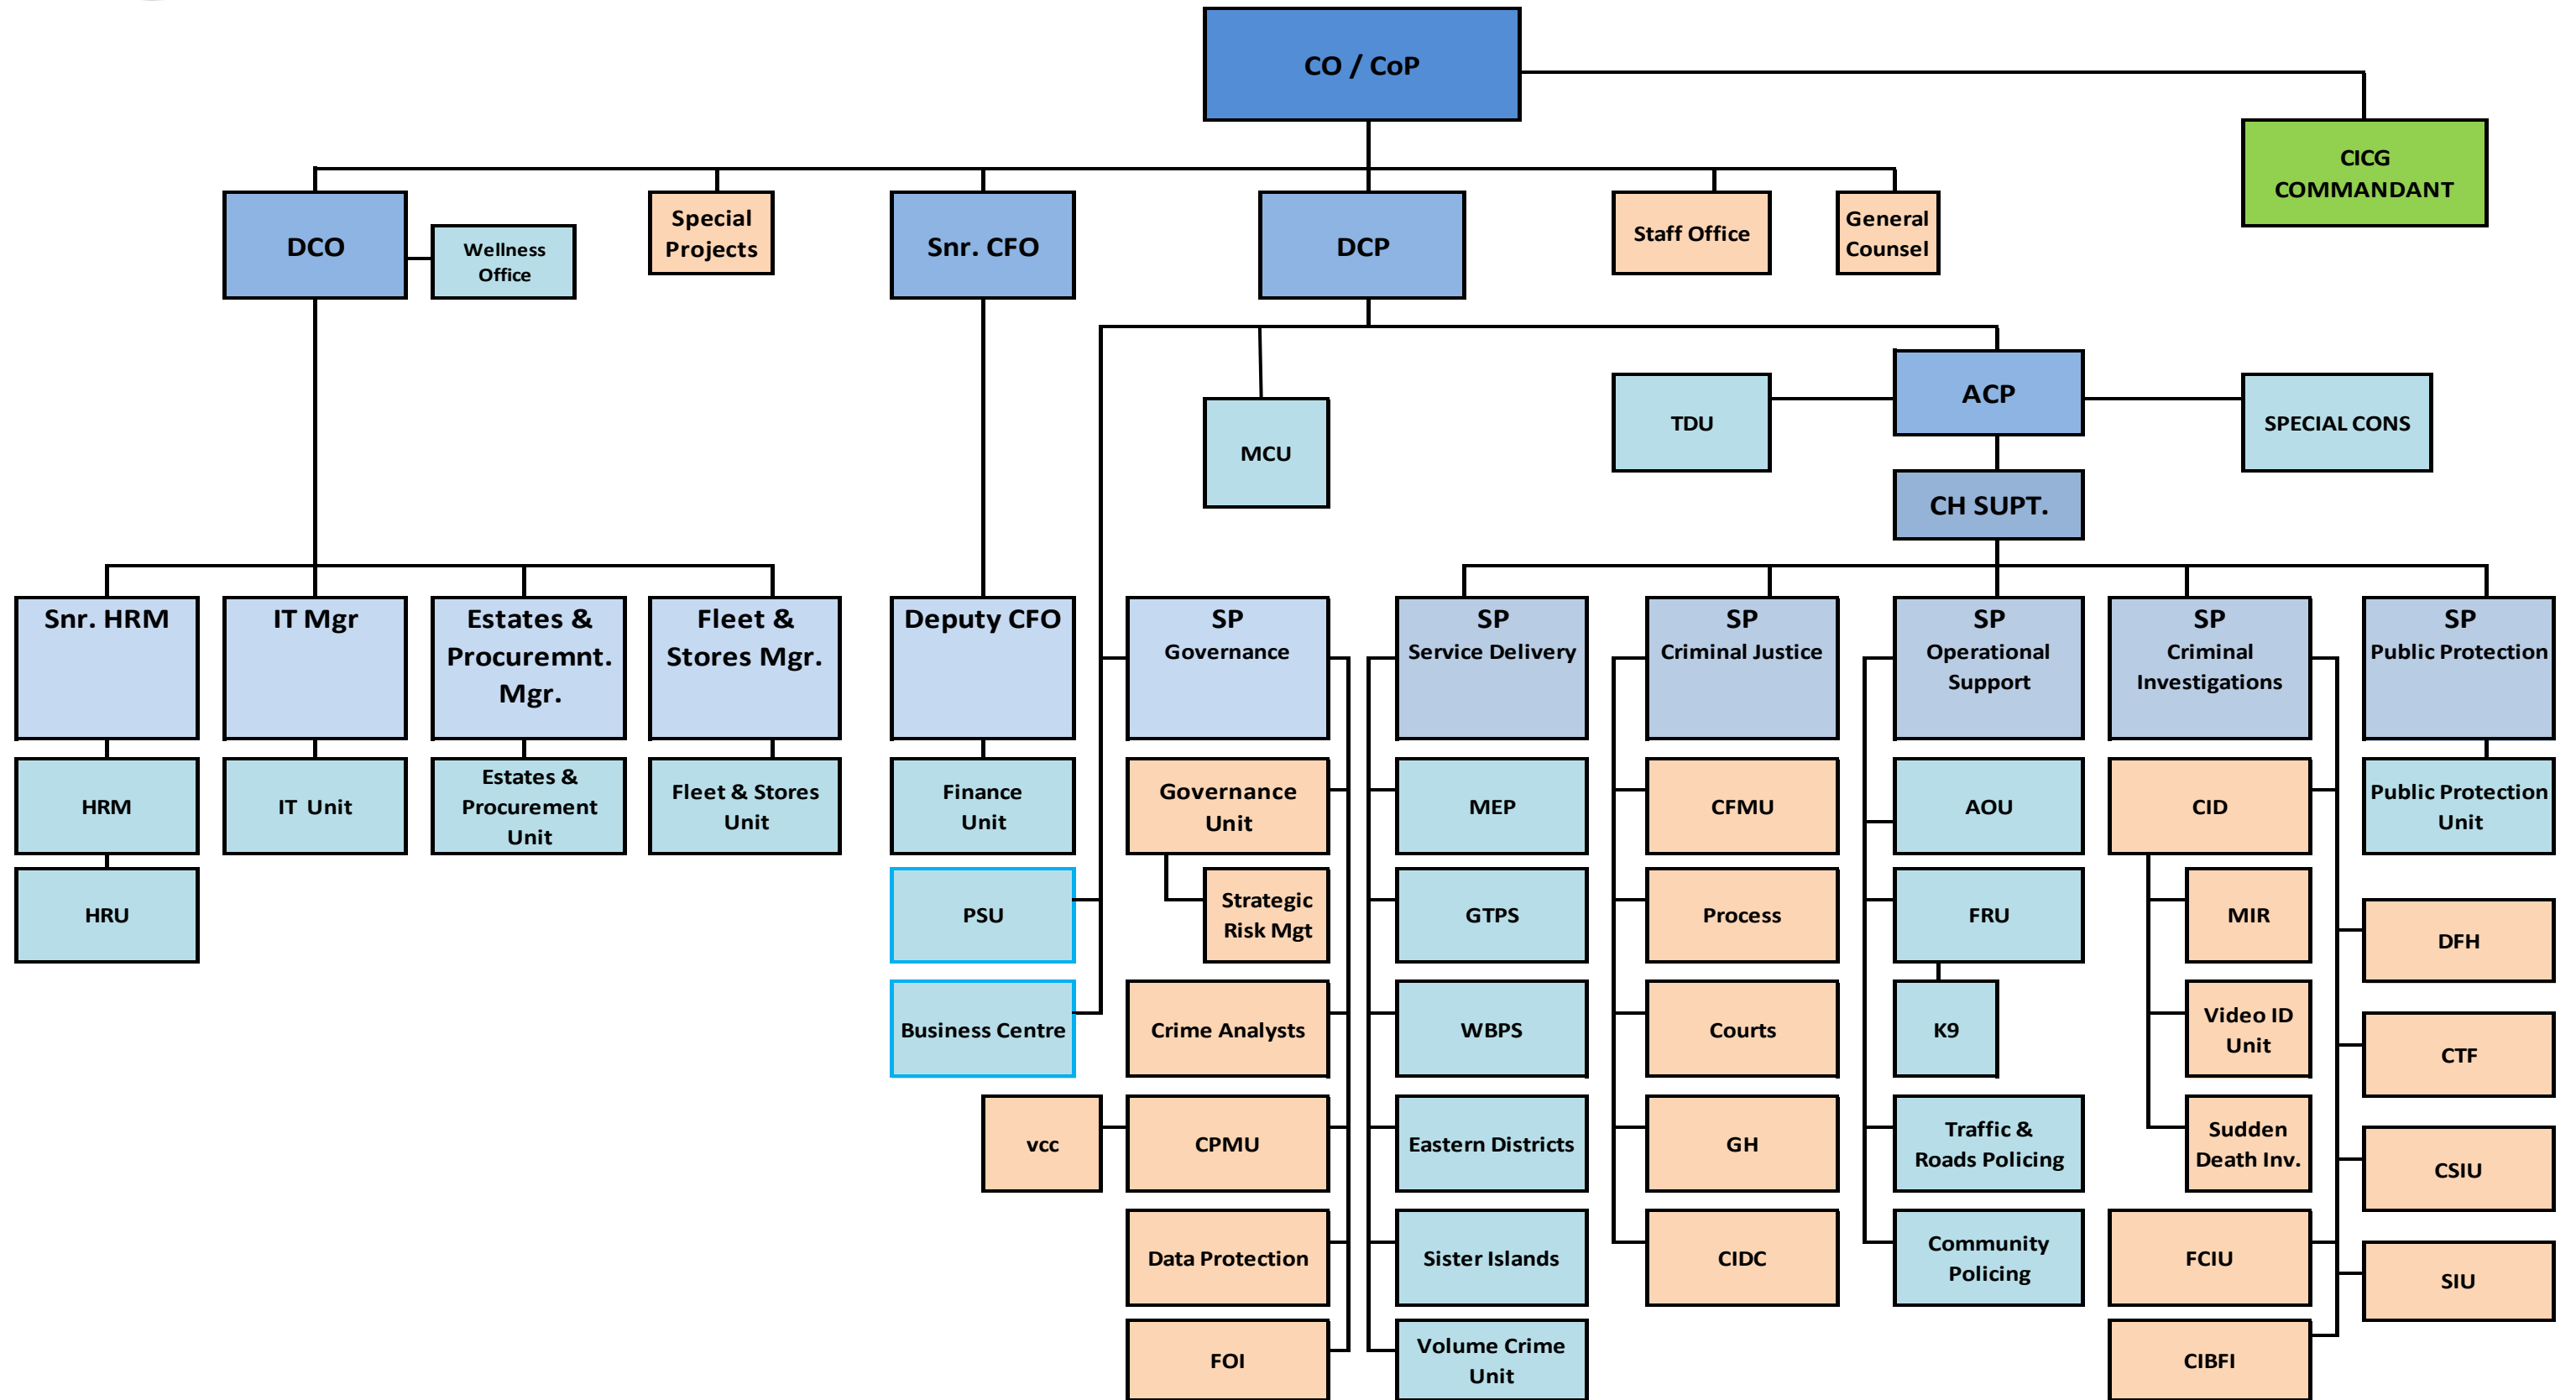 CO / CoP
CICG
COMMANDANT
DCO
Wellness
Office
Special
Projects
Snr. CFO
DCP
Staff Office
General
Counsel
MCU
TDU
ACP
SPECIAL CONS
CH SUPT.
Snr. HRM
IT Mgr
Estates &
Procuremnt.
Mgr.
Fleet &
Stores Mgr.
Deputy CFO
SP
Governance
SP
Service Delivery
SP
Criminal Justice
SP
Operational
Support
SP
Criminal
Investigations
SP
Public Protection
HRM
IT Unit
Estates &
Procurement
Unit
Fleet & Stores
Unit
Finance
Unit
Governance
Unit
MEP
CFMU
AOU
CID
Public Protection
Unit
HRU
PSU
Strategic
Risk Mgt
GTPS
Process
FRU
MIR
DFH
Business Centre
Crime Analysts
WBPS
Courts
K9
Video ID
Unit
CTF
vcc
CPMU
Eastern Districts
GH
Traffic &
Roads Policing
Sudden
Death Inv.
CSIU
Data Protection
Sister Islands
CIDC
Community
Policing
FCIU
SIU
FOI
Volume Crime
Unit
CIBFI